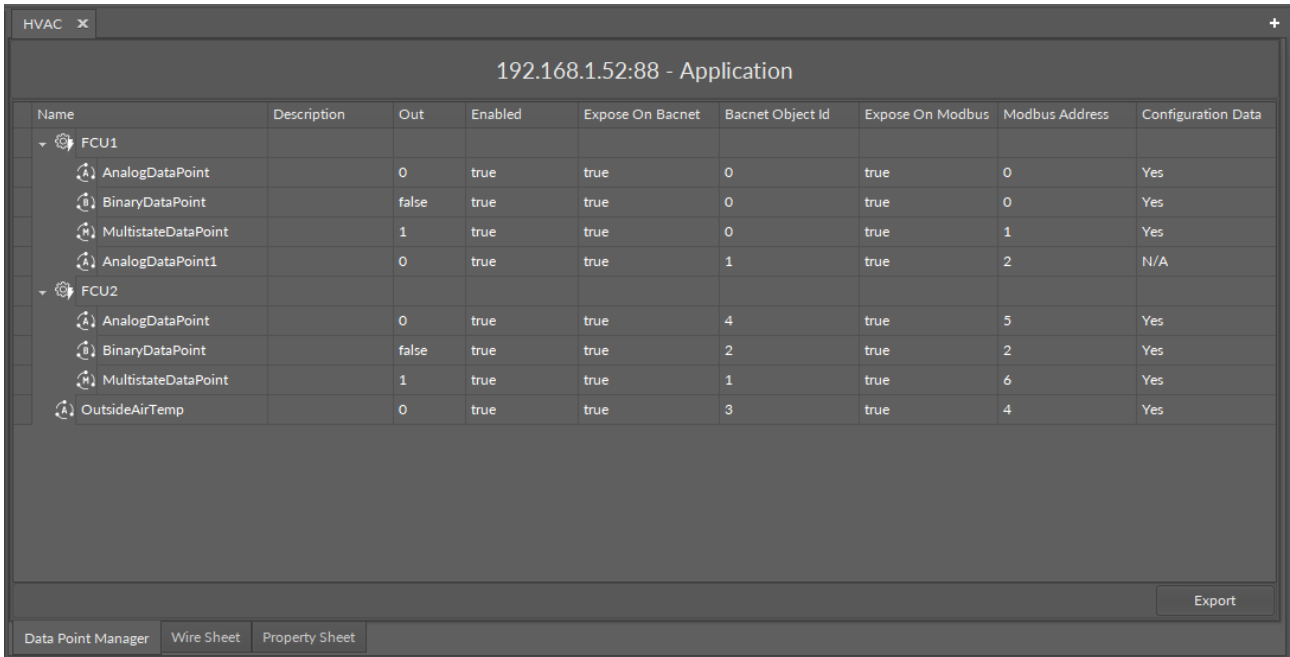 HVAC ✕ +
192.168.1.52:88 - Application
Name Description Out Enabled Expose On Bacnet Bacnet Object Id Expose On Modbus Modbus Address Configuration Data
FCU1
A AnalogDataPoint 0 true true 0 true 0 Yes
B BinaryDataPoint false true true 0 true 0 Yes
M MultistateDataPoint 1 true true 0 true 1 Yes
A AnalogDataPoint1 0 true true 1 true 2 N/A
FCU2
A AnalogDataPoint 0 true true 4 true 5 Yes
B BinaryDataPoint false true true 2 true 2 Yes
M MultistateDataPoint 1 true true 1 true 6 Yes
A OutsideAirTemp 0 true true 3 true 4 Yes
Export
Data Point Manager Wire Sheet Property Sheet